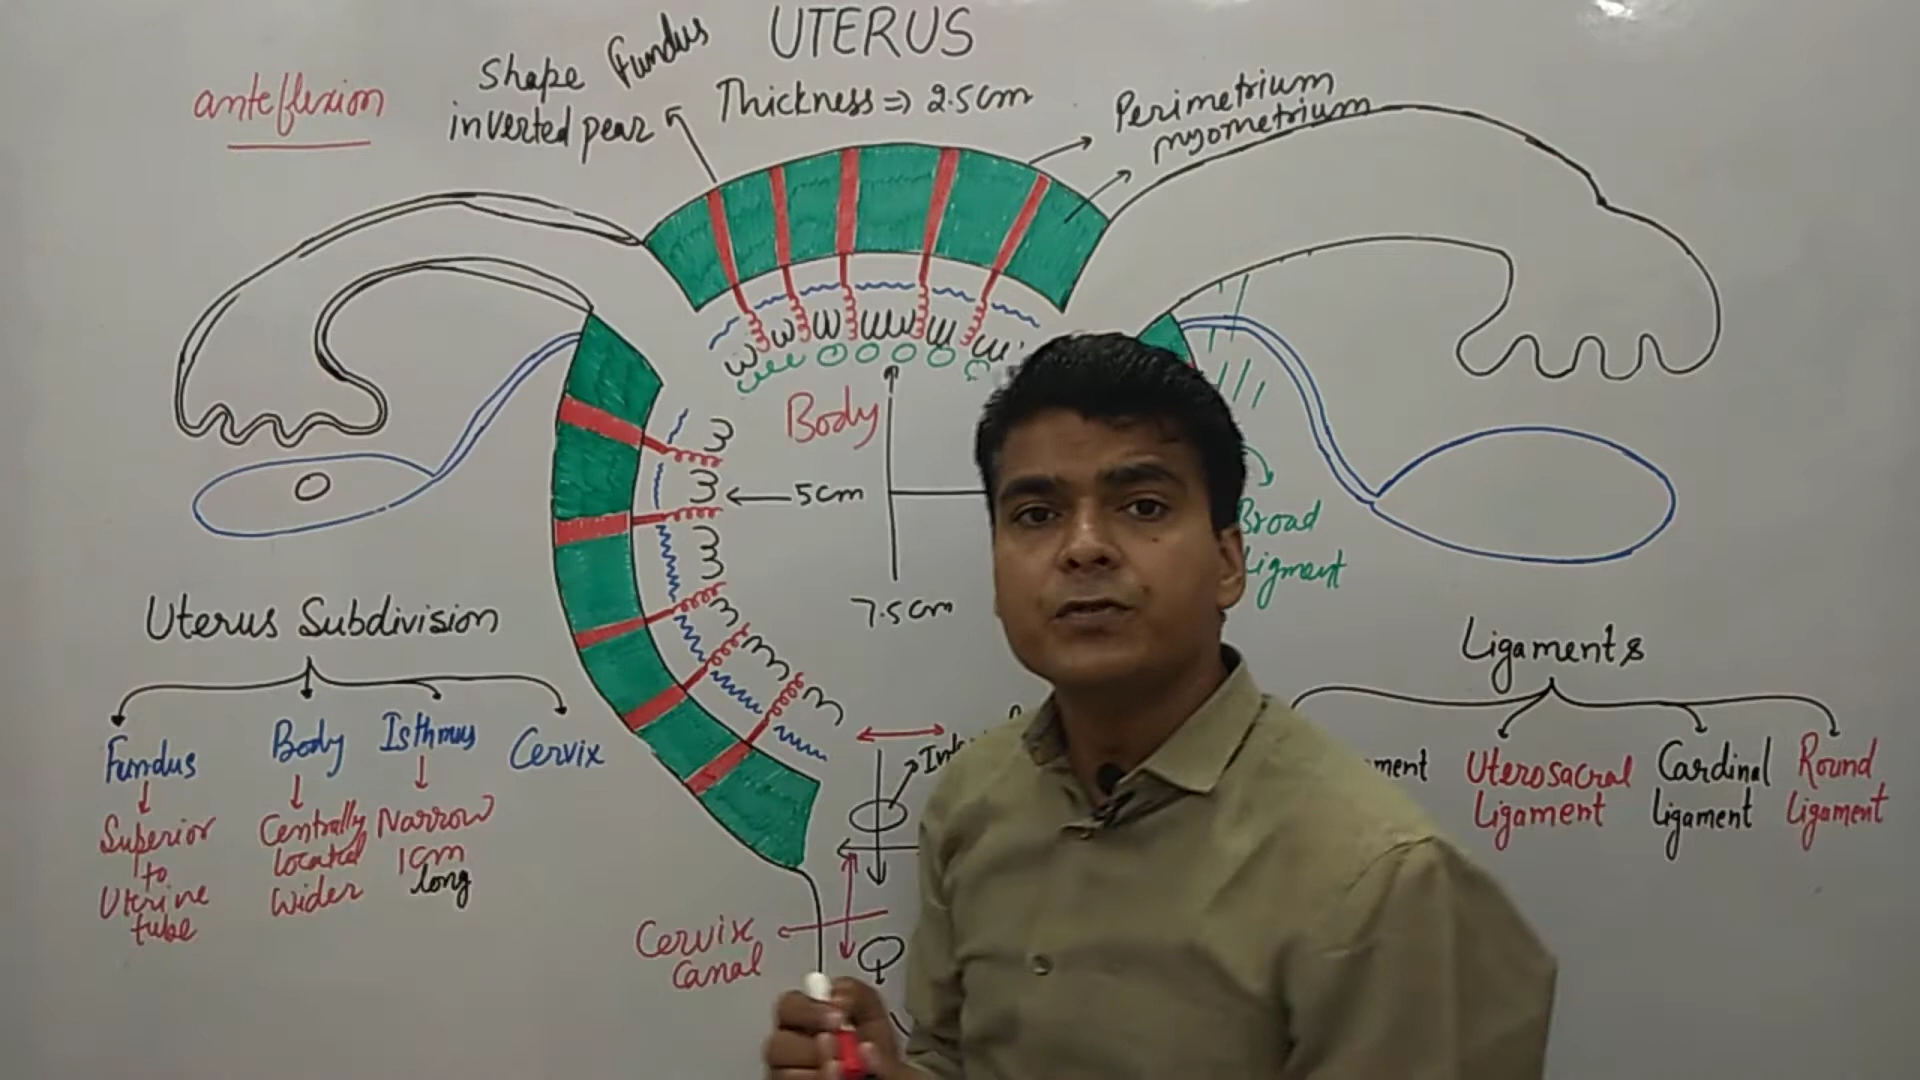 UTERUS
Shape Fundus
inverted pear
Thickness => 2.5cm
anteflexion
Perimetrium
myometrium
Body
5cm
7.5cm
Broad
Ligment
Uterus Subdivision
Fundus
Body
Isthmus
Cervix
Superior
to
Uterine
tube
Centrally
located
Wider
Narrow
1cm
long
Cervix
Canal
Ligaments
Uterosacral
Ligament
Cardinal
ligament
Round
Ligament